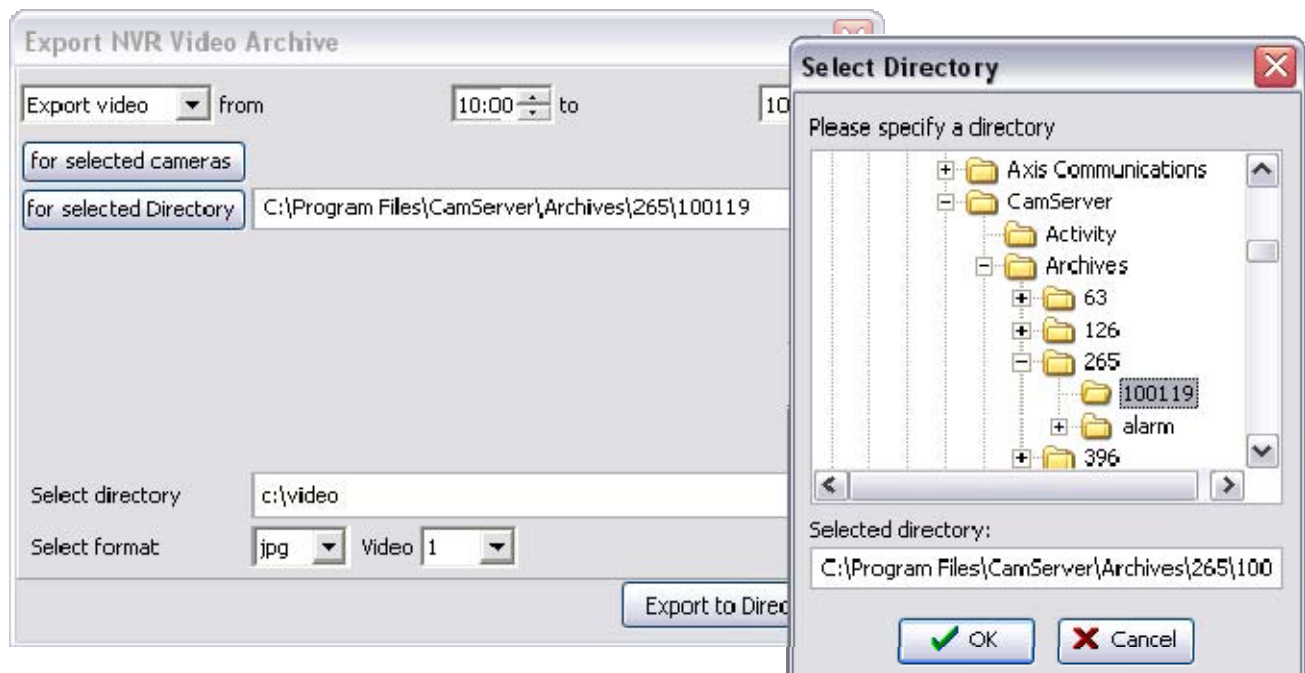 Export NVR Video Archive
Export video from 10:00 to 10
for selected cameras
for selected Directory C:\Program Files\CamServer\Archives\265\100119
Select directory c:\video
Select format jpg Video 1
Export to Direc
Select Directory
Please specify a directory
Axis Communications
CamServer
Activity
Archives
63
126
265
100119
alarm
396
Selected directory:
C:\Program Files\CamServer\Archives\265\100
OK Cancel